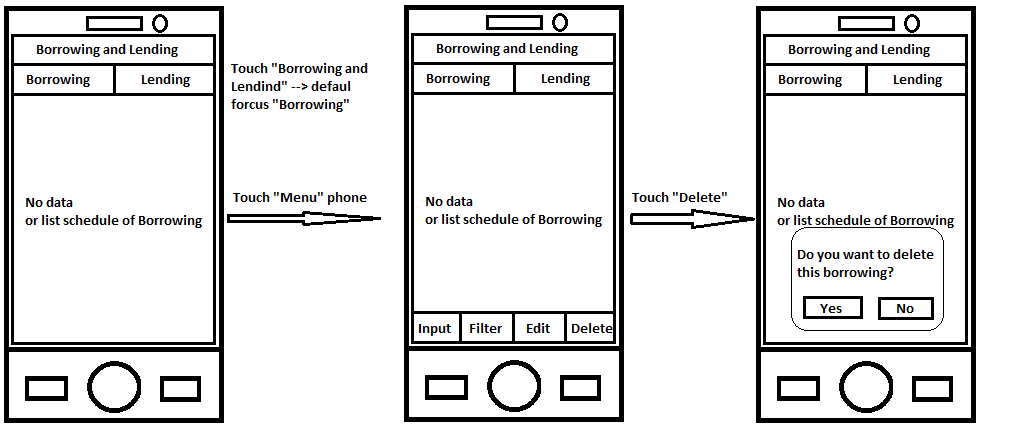 Borrowing and Lending
Borrowing
Lending
No data
or list schedule of Borrowing
Touch "Borrowing and
Lendind" --> defaul
forcus "Borrowing"
Touch "Menu" phone
Borrowing and Lending
Borrowing
Lending
No data
or list schedule of Borrowing
Input
Filter
Edit
Delete
Touch "Delete"
Borrowing and Lending
Borrowing
Lending
No data
or list schedule of Borrowing
Do you want to delete
this borrowing?
Yes
No